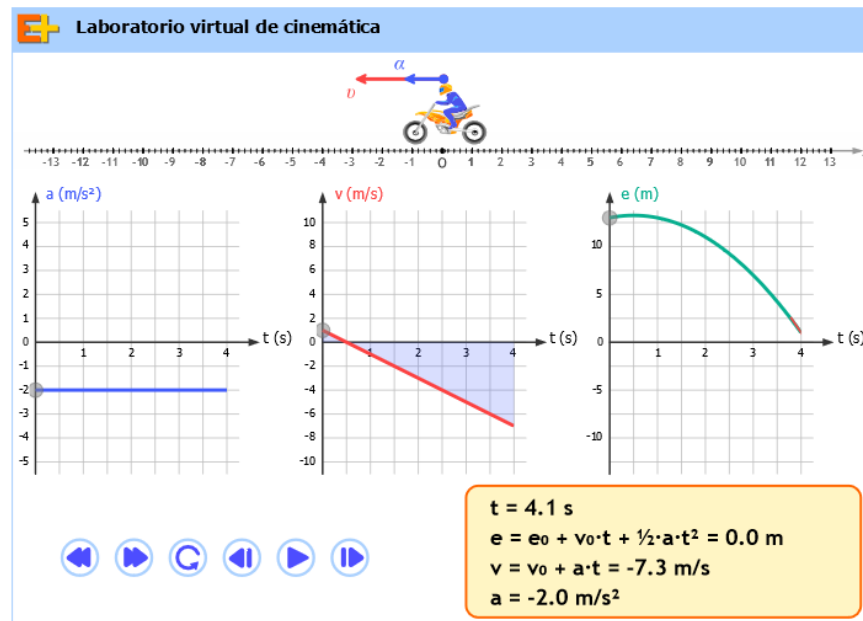 E+ Laboratorio virtual de cinemática
α
υ
-13 -12 -11 -10 -9 -8 -7 -6 -5 -4 -3 -2 -1 0 1 2 3 4 5 6 7 8 9 10 11 12 13
a (m/s²)
5
4
3
2
1
0
-1
-2
-3
-4
-5
1 2 3 4 t (s)
v (m/s)
10
8
6
4
2
0
-2
-4
-6
-8
-10
1 2 3 4 t (s)
e (m)
10
5
0
-5
-10
1 2 3 4 t (s)
t = 4.1 s
e = e₀ + v₀·t + ½·a·t² = 0.0 m
v = v₀ + a·t = -7.3 m/s
a = -2.0 m/s²